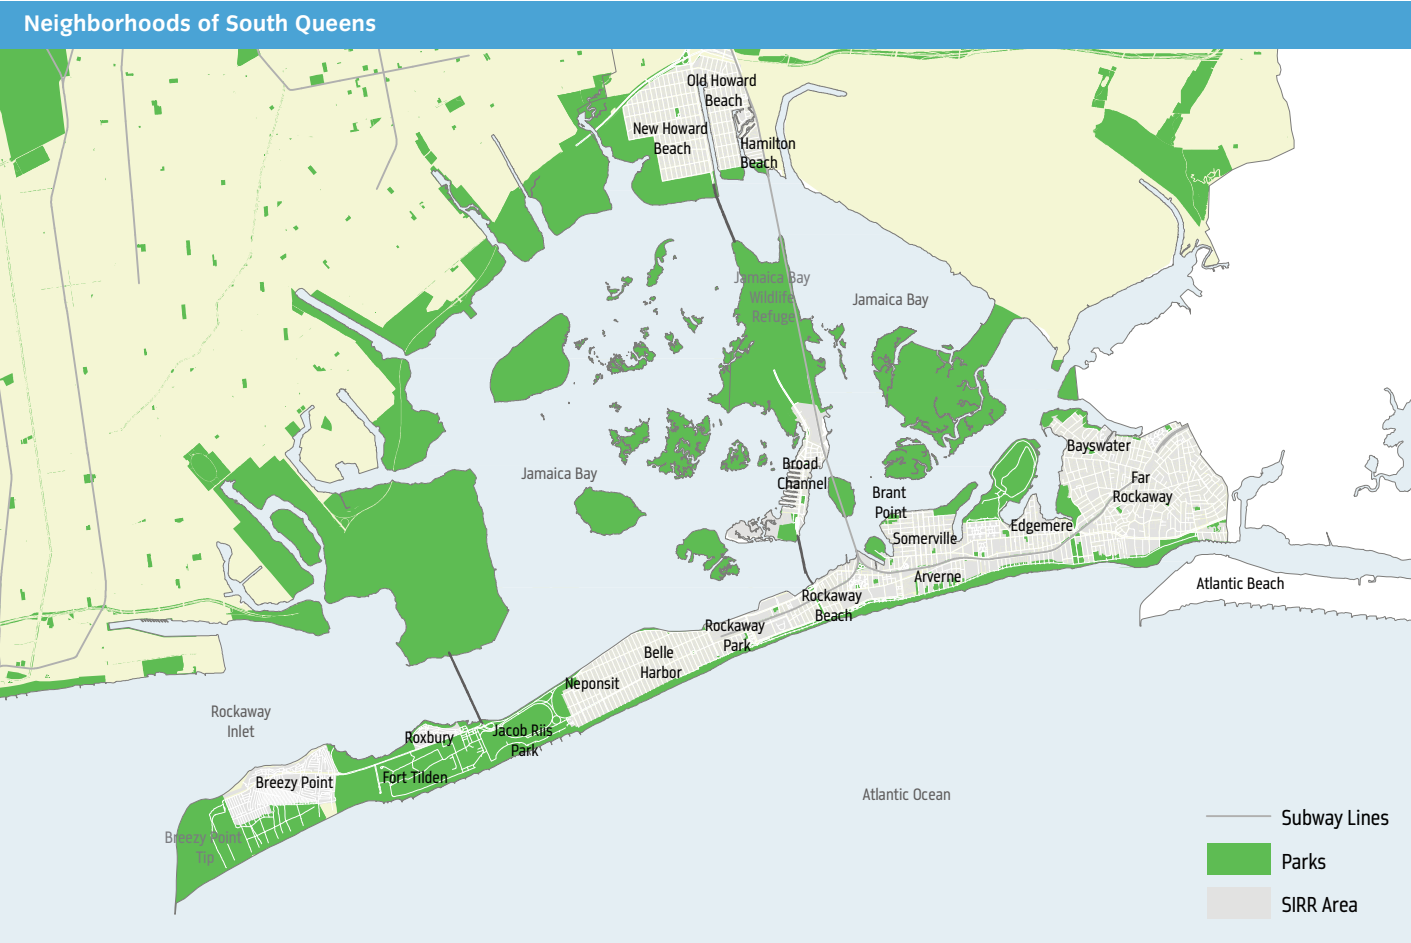 Neighborhoods of South Queens
Old Howard
Beach
New Howard
Beach
Hamilton
Beach
Jamaica Bay
Wildlife
Refuge
Jamaica Bay
Jamaica Bay
Broad
Channel
Brant
Point
Bayswater
Far
Rockaway
Edgemere
Somerville
Arverne
Atlantic Beach
Rockaway
Beach
Rockaway
Park
Belle
Harbor
Neponsit
Rockaway
Inlet
Roxbury
Jacob Riis
Park
Fort Tilden
Breezy Point
Breezy Point
Tip
Atlantic Ocean
Subway Lines
Parks
SIRR Area